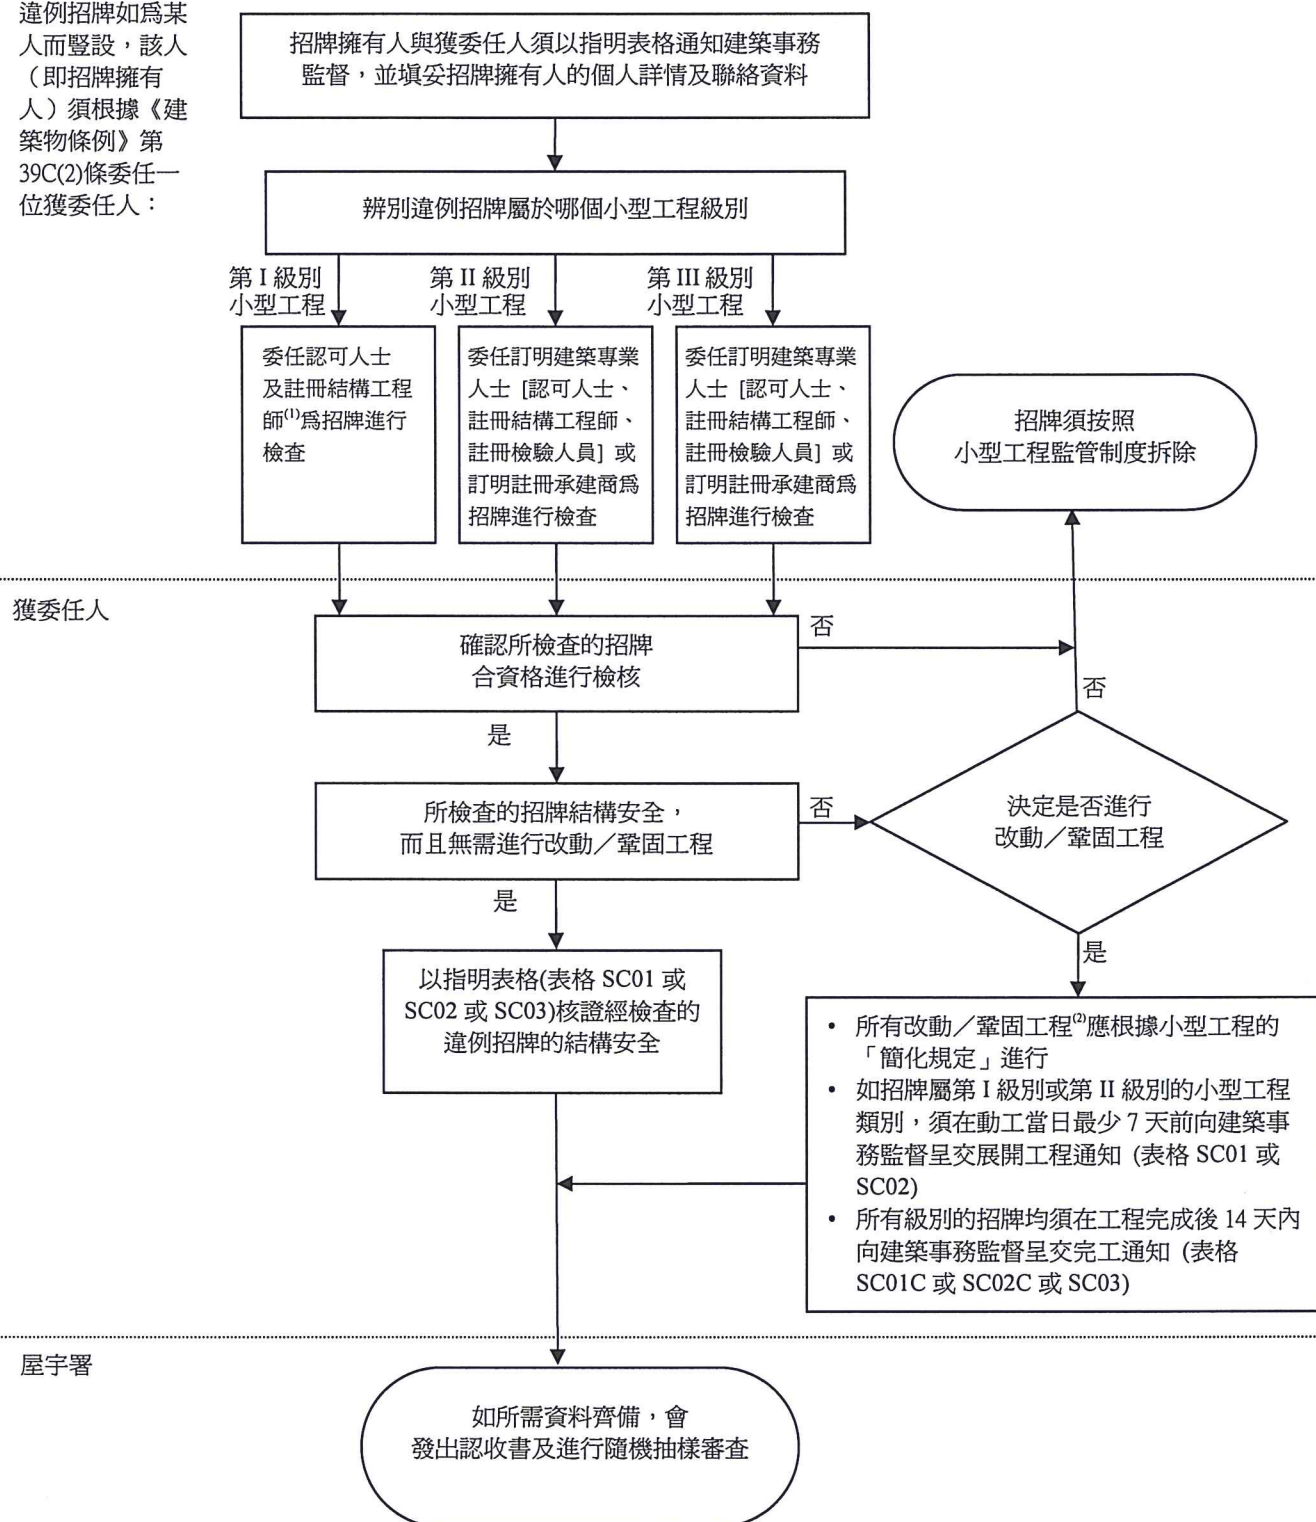 違例招牌如爲某
人而豎設，該人
（即招牌擁有
人）須根據《建
築物條例》第
39C(2)條委任一
位獲委任人：
招牌擁有人與獲委任人須以指明表格通知建築事務
監督，並填妥招牌擁有人的個人詳情及聯絡資料
辨別違例招牌屬於哪個小型工程級別
第 I 級別
小型工程
第 II 級別
小型工程
第 III 級別
小型工程
委任認可人士
及註冊結構工程
師(1)爲招牌進行
檢查
委任訂明建築專業
人士 [認可人士、
註冊結構工程師、
註冊檢驗人員] 或
訂明註冊承建商爲
招牌進行檢查
委任訂明建築專業
人士 [認可人士、
註冊結構工程師、
註冊檢驗人員] 或
訂明註冊承建商爲
招牌進行檢查
招牌須按照
小型工程監管制度拆除
獲委任人
確認所檢查的招牌
合資格進行檢核
否
否
是
所檢查的招牌結構安全，
而且無需進行改動／鞏固工程
否
決定是否進行
改動／鞏固工程
是
是
以指明表格(表格 SC01 或
SC02 或 SC03)核證經檢查的
違例招牌的結構安全
• 所有改動／鞏固工程(2)應根據小型工程的
「簡化規定」進行
• 如招牌屬第 I 級別或第 II 級別的小型工程
類別，須在動工當日最少 7 天前向建築事
務監督呈交展開工程通知 (表格 SC01 或
SC02)
• 所有級別的招牌均須在工程完成後 14 天內
向建築事務監督呈交完工通知 (表格
SC01C 或 SC02C 或 SC03)
屋宇署
如所需資料齊備，會
發出認收書及進行隨機抽樣審查